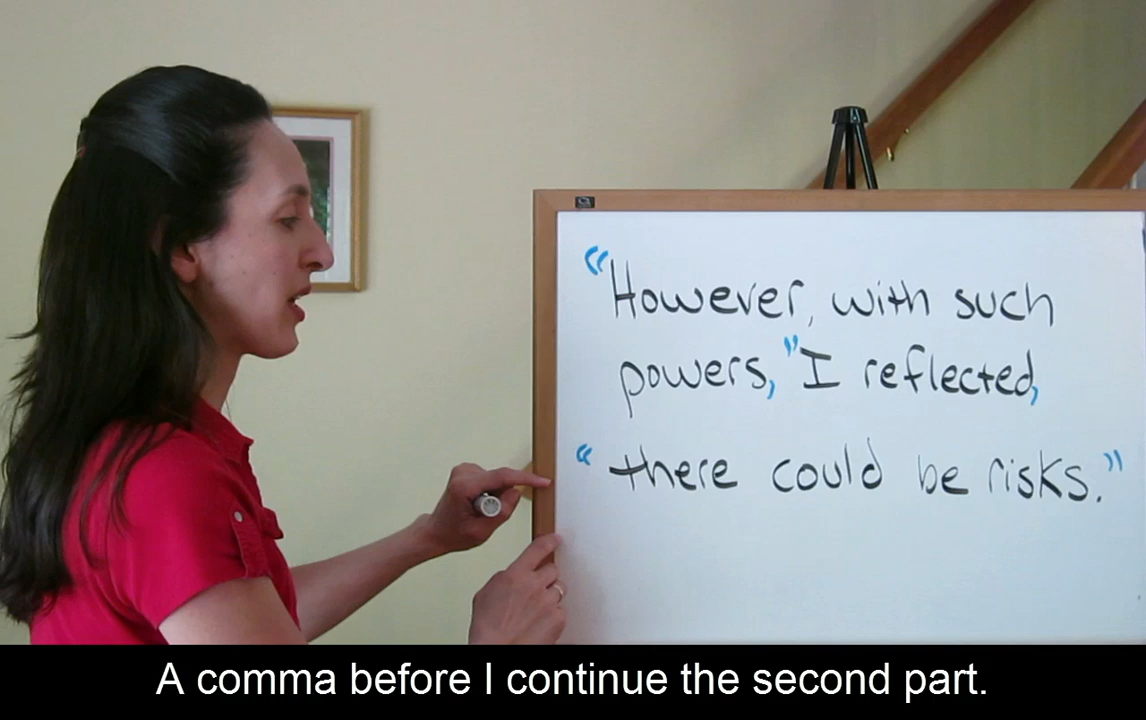 “However, with such
powers,” I reflected,
“there could be risks.”
A comma before I continue the second part.